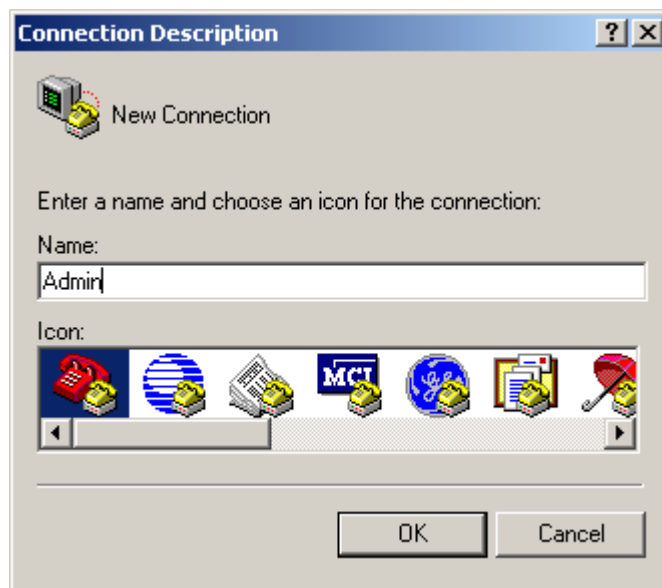 Connection Description
New Connection
Enter a name and choose an icon for the connection:
Name:
Admin
Icon:
MCI
OK Cancel